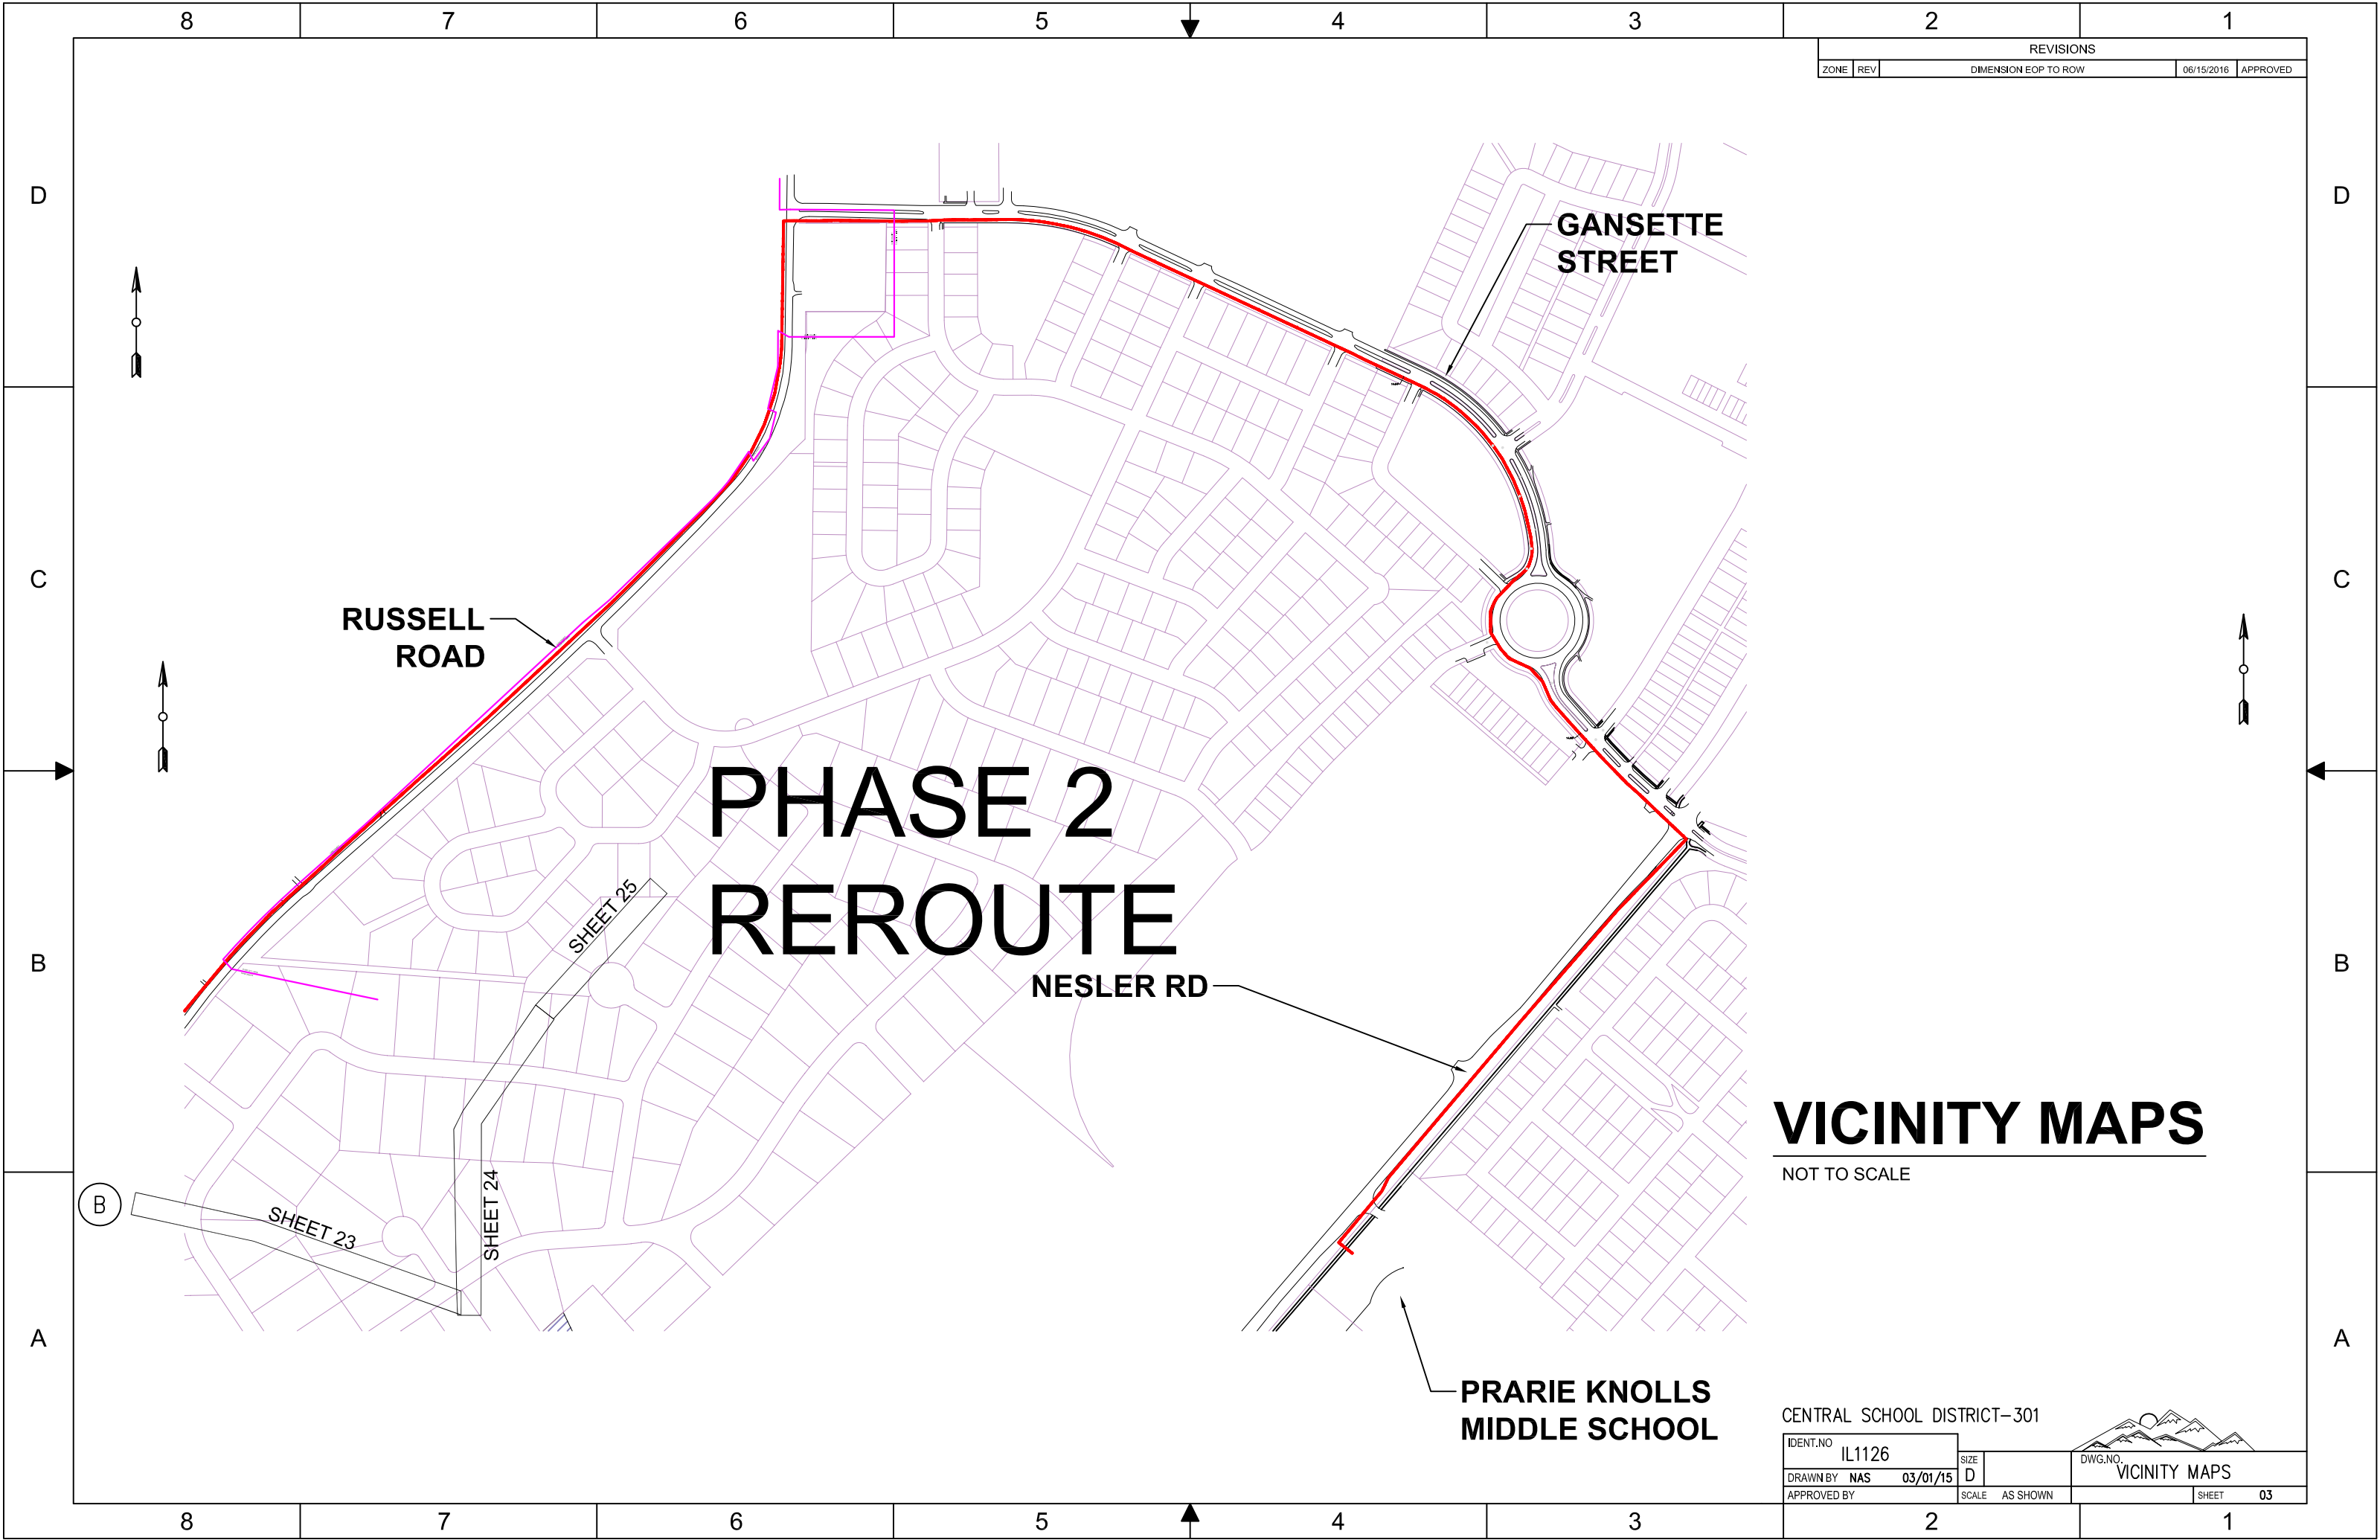 8 7 6 5 4 3 2 1
REVISIONS
ZONE REV DIMENSION EOP TO ROW 06/15/2016 APPROVED
D D
GANSETTE
STREET
C C
RUSSELL
ROAD
PHASE 2
REROUTE
SHEET 25
B B
NESLER RD
VICINITY MAPS
NOT TO SCALE
B
SHEET 23
SHEET 24
A A
PRARIE KNOLLS
MIDDLE SCHOOL
CENTRAL SCHOOL DISTRICT-301
IDENT.NO IL1126
SIZE D
DWG.NO. VICINITY MAPS
DRAWN BY NAS 03/01/15
APPROVED BY
SCALE AS SHOWN
SHEET 03
8 7 6 5 4 3 2 1